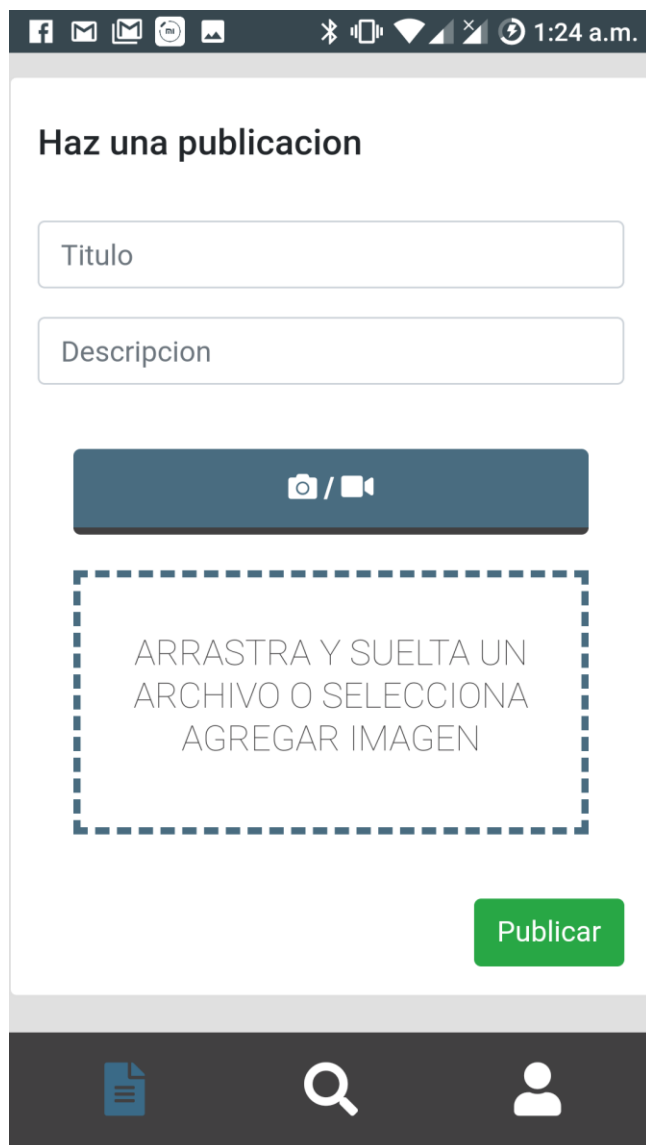 1:24 a.m.
Haz una publicacion
Titulo
Descripcion
/
ARRASTRA Y SUELTA UN
ARCHIVO O SELECCIONA
AGREGAR IMAGEN
Publicar